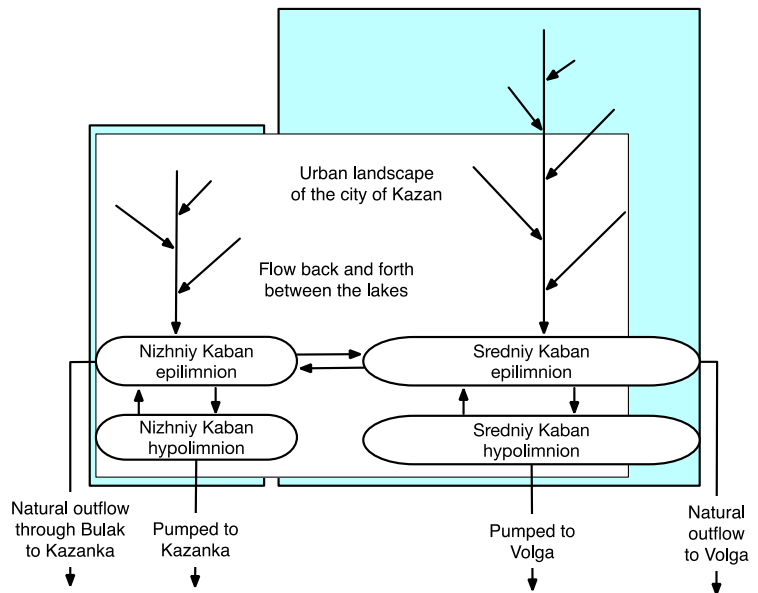 Urban landscape
of the city of Kazan
Flow back and forth
between the lakes
Nizhniy Kaban
epilimnion
Sredniy Kaban
epilimnion
Nizhniy Kaban
hypolimnion
Sredniy Kaban
hypolimnion
Natural outflow
through Bulak
to Kazanka
Pumped to
Kazanka
Pumped to
Volga
Natural
outflow
to Volga